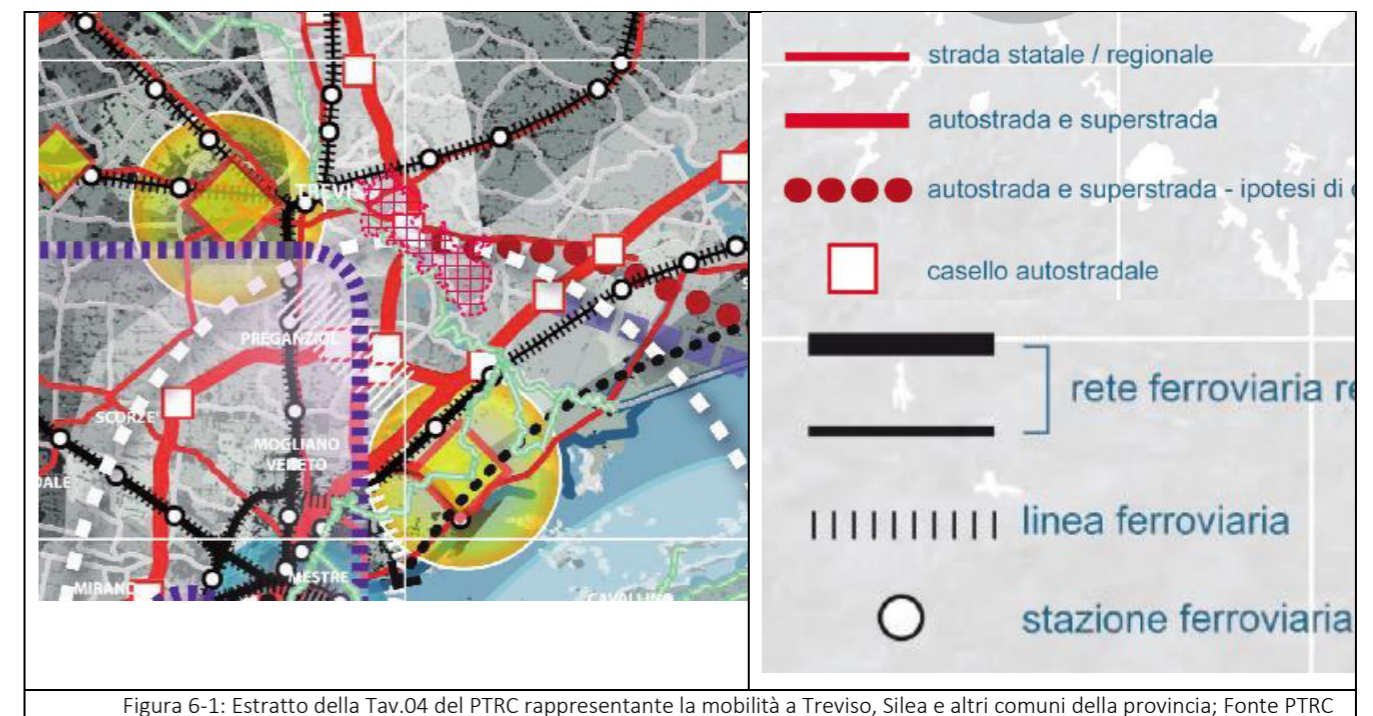 TREVIS
PREGANZIOL
SCORZE'
MOGLIANO
VENETO
DALE
MESTRE
MIRANO
CAVALLINO
strada statale / regionale
autostrada e superstrada
autostrada e superstrada - ipotesi di
casello autostradale
rete ferroviaria re
linea ferroviaria
stazione ferroviaria
Figura 6-1: Estratto della Tav.04 del PTRC rappresentante la mobilità a Treviso, Silea e altri comuni della provincia; Fonte PTRC